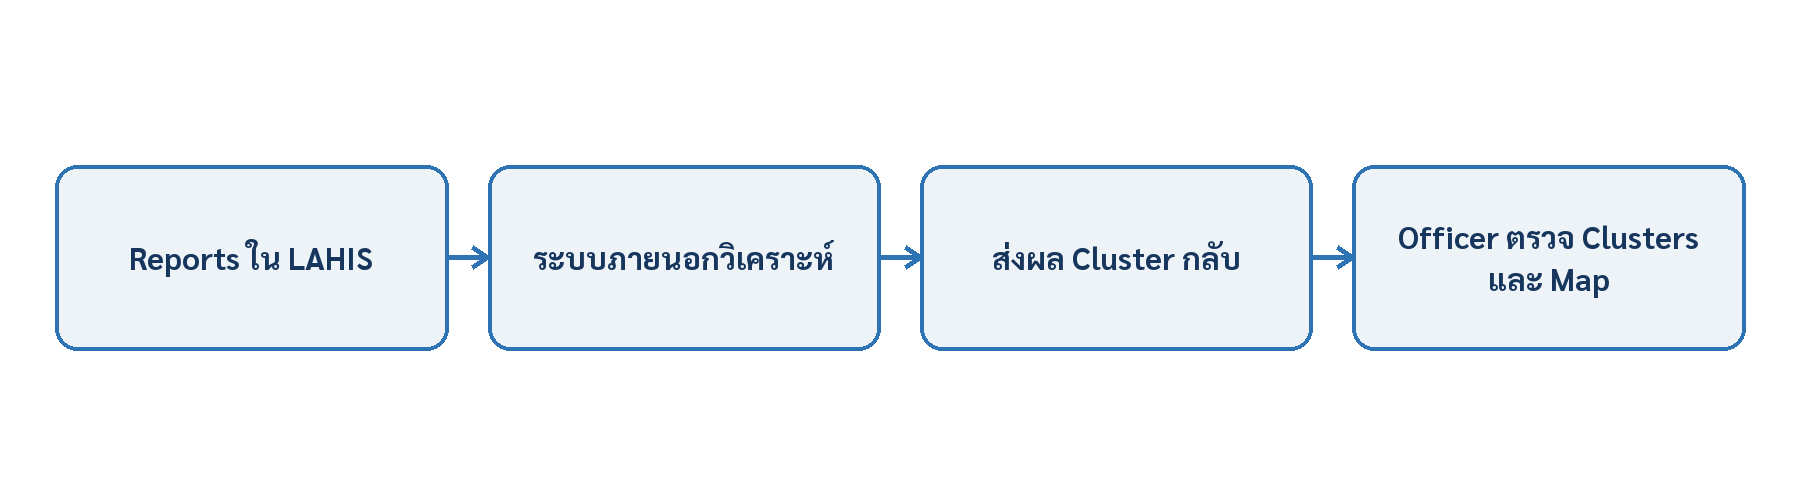 Reports ใน LAHIS
ระบบภายนอกวิเคราะห์
ส่งผล Cluster กลับ
Officer ตรวจ Clusters
และ Map